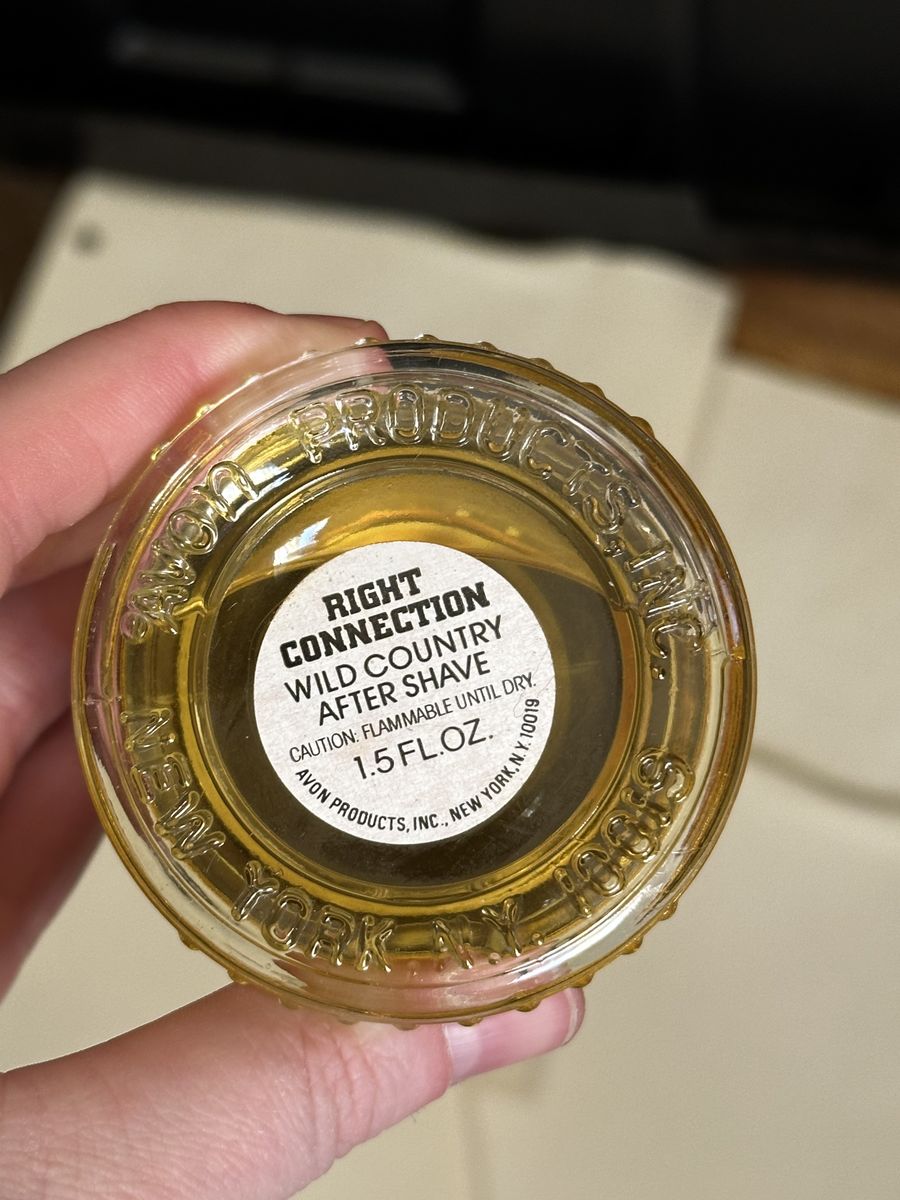 RIGHT
CONNECTION
WILD COUNTRY
AFTER SHAVE
CAUTION: FLAMMABLE UNTIL DRY.
1.5 FL.OZ.
AVON PRODUCTS, INC., NEW YORK, N.Y. 10019
AVON PRODUCTS, INC.
NEW YORK N.Y. 10019